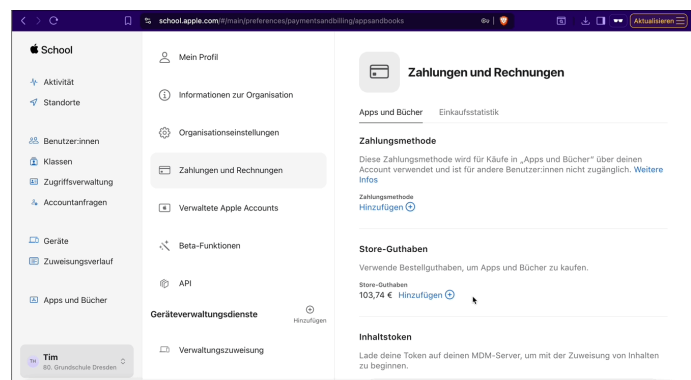 school.apple.com/#/main/preferences/paymentsandbilling/appsandbooks
Aktualisieren
School
Aktivität
Standorte
Benutzer:innen
Klassen
Zugriffsverwaltung
Accountanfragen
Geräte
Zuweisungsverlauf
Apps und Bücher
TH
Tim
80. Grundschule Dresden
Mein Profil
Informationen zur Organisation
Organisationseinstellungen
Zahlungen und Rechnungen
Verwaltete Apple Accounts
Beta-Funktionen
API
Geräteverwaltungsdienste
Hinzufügen
Verwaltungszuweisung
Zahlungen und Rechnungen
Apps und Bücher Einkaufsstatistik
Zahlungsmethode
Diese Zahlungsmethode wird für Käufe in „Apps und Bücher" über deinen
Account verwendet und ist für andere Benutzer:innen nicht zugänglich. Weitere
Infos
Zahlungsmethode
Hinzufügen
Store-Guthaben
Verwende Bestellguthaben, um Apps und Bücher zu kaufen.
Store-Guthaben
103,74 € Hinzufügen
Inhaltstoken
Lade deine Token auf deinen MDM-Server, um mit der Zuweisung von Inhalten
zu beginnen.